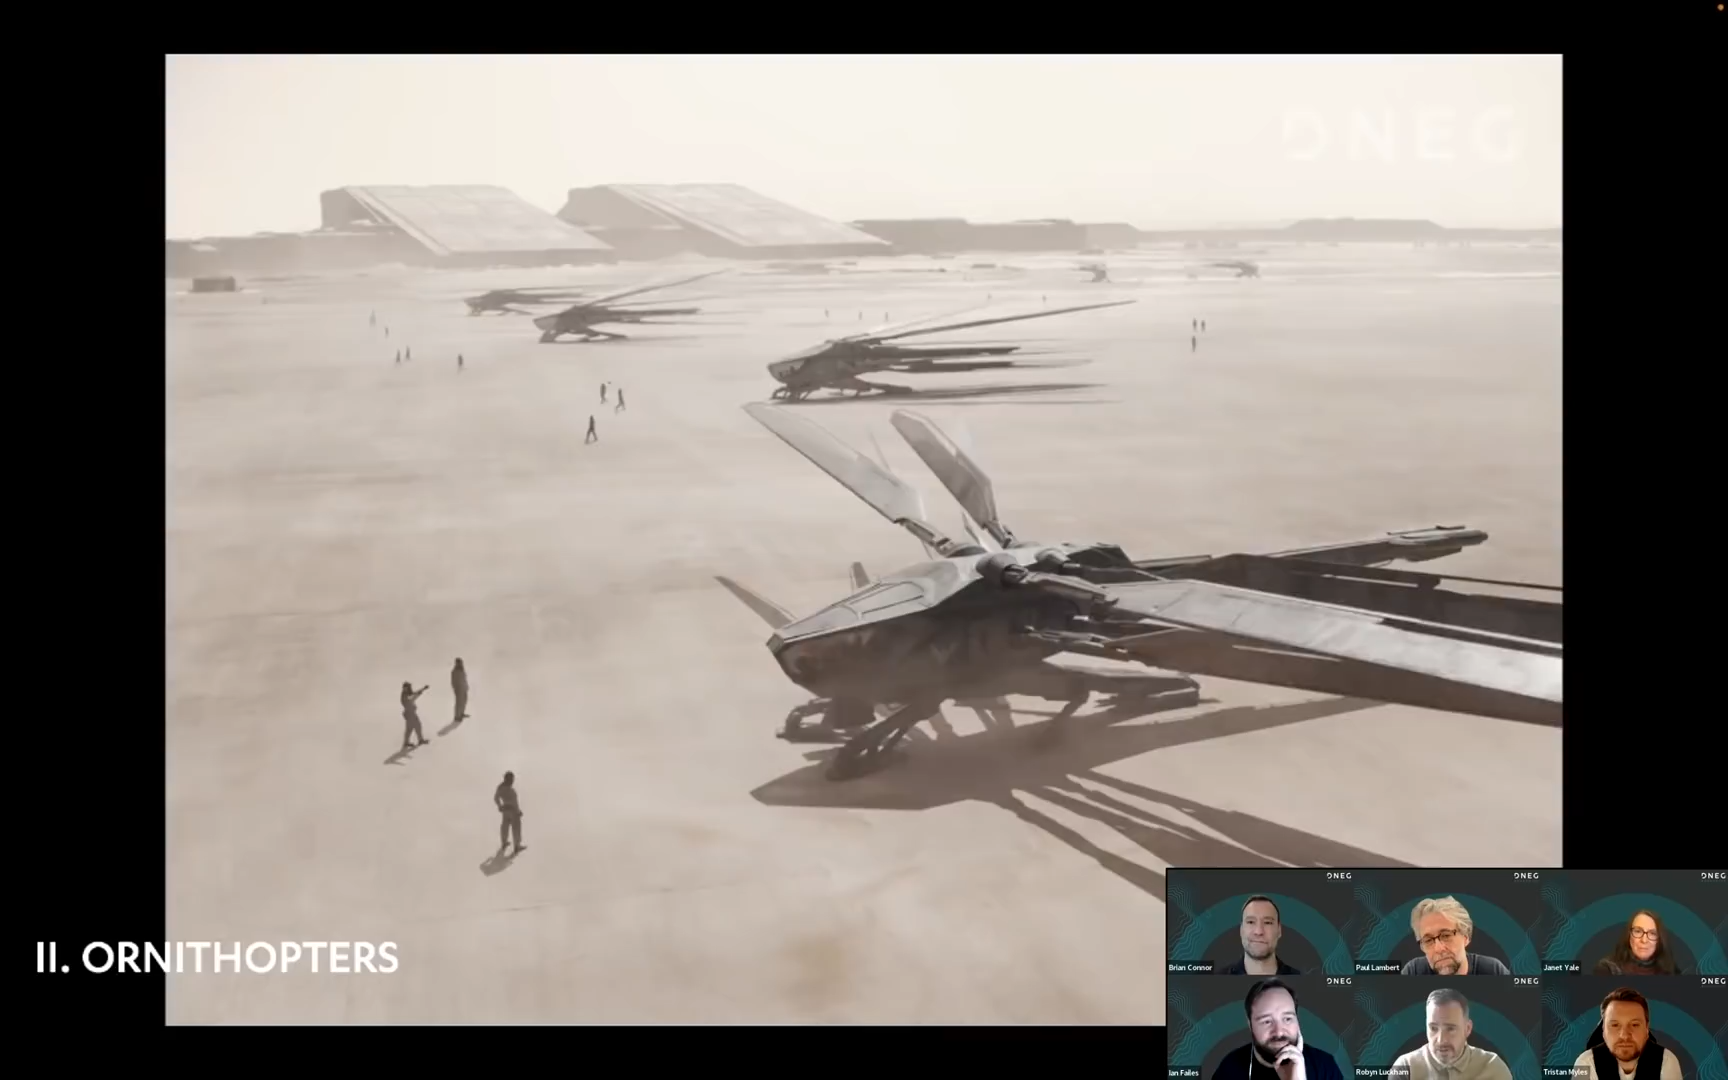 DNEG
II. ORNITHOPTERS
DNEG
DNEG
DNEG
Brian Connor
Paul Lambert
Janet Yale
DNEG
DNEG
DNEG
Ian Failes
Robyn Luckham
Tristan Myles